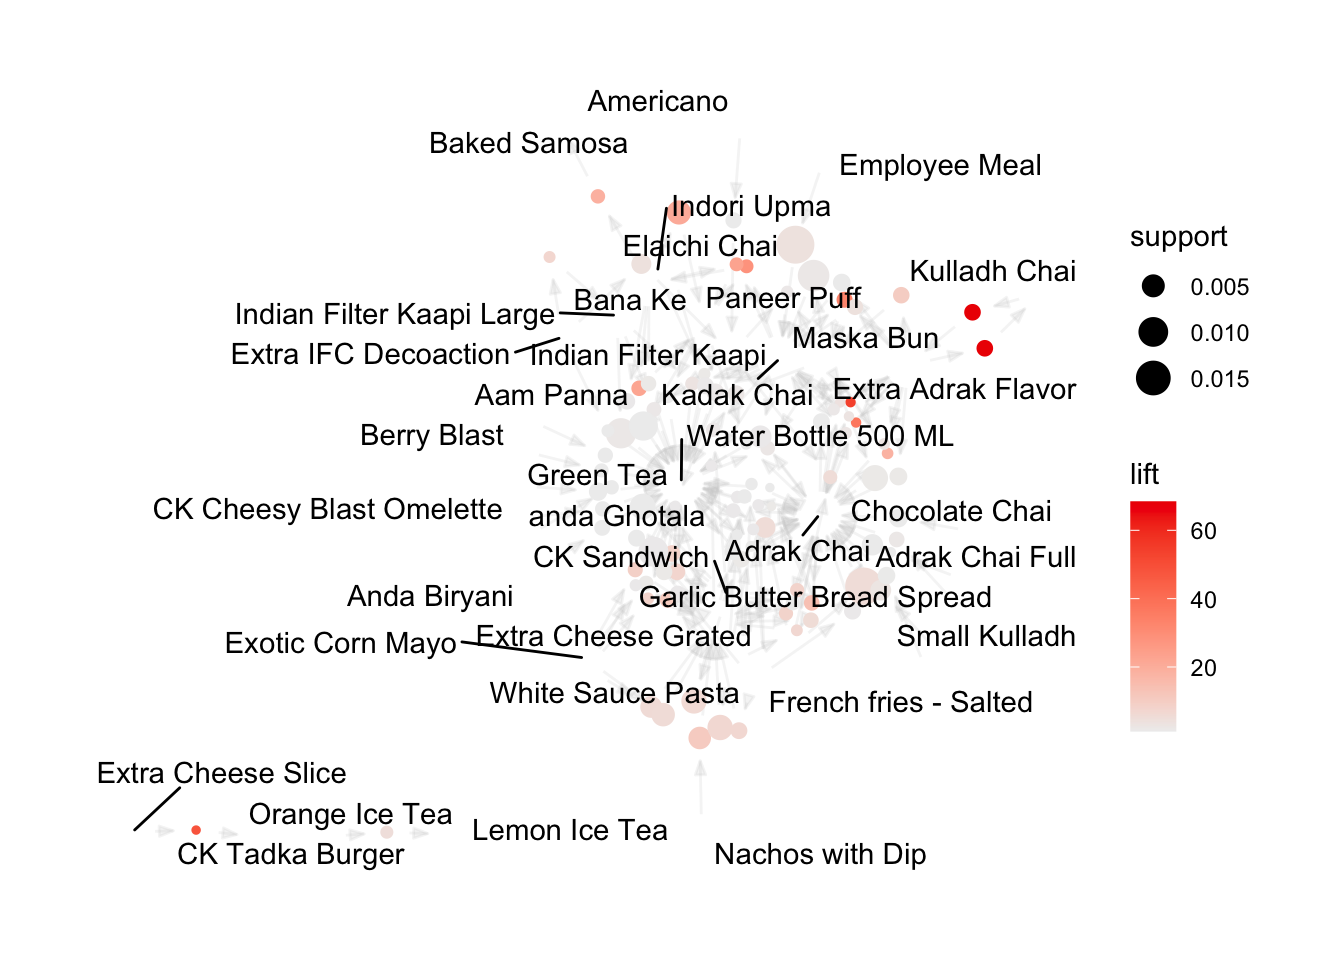 Americano
Baked Samosa
Employee Meal
Indori Upma
support
Elaichi Chai
Kulladh Chai
0.005
Bana Ke
Paneer Puff
Indian Filter Kaapi Large
0.010
Maska Bun
Extra IFC Decoaction
Indian Filter Kaapi
0.015
Aam Panna
Kadak Chai
Extra Adrak Flavor
Berry Blast
Water Bottle 500 ML
Green Tea
lift
CK Cheesy Blast Omelette
anda Ghotala
Chocolate Chai
60
CK Sandwich
Adrak Chai
Adrak Chai Full
Anda Biryani
Garlic Butter Bread Spread
40
Exotic Corn Mayo
Extra Cheese Grated
Small Kulladh
20
White Sauce Pasta
French fries - Salted
Extra Cheese Slice
Orange Ice Tea
Lemon Ice Tea
CK Tadka Burger
Nachos with Dip